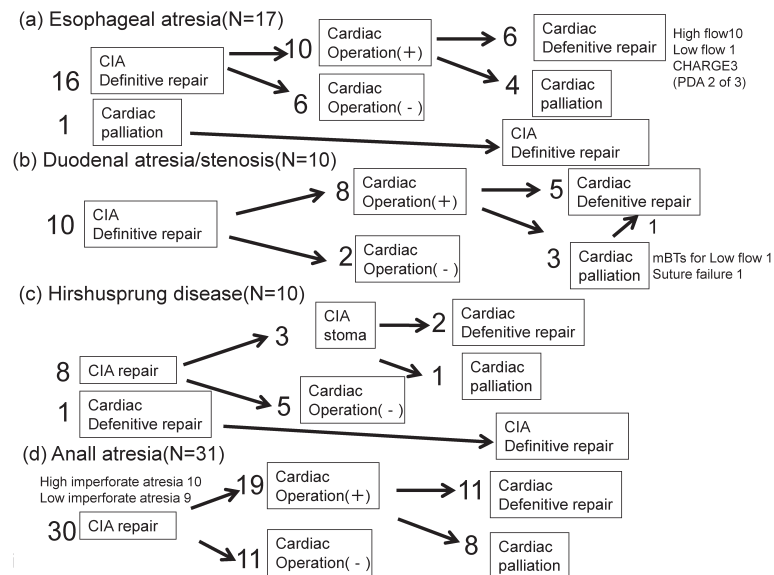 (a) Esophageal atresia(N=17)
16
CIA
Definitive repair
10
Cardiac
Operation(+)
6
Cardiac
Defenitive repair
High flow10
Low flow 1
CHARGE3
(PDA 2 of 3)
6
Cardiac
Operation( - )
4
Cardiac
palliation
1
Cardiac
palliation
CIA
Definitive repair
(b) Duodenal atresia/stenosis(N=10)
10
CIA
Definitive repair
8
Cardiac
Operation(+)
5
Cardiac
Defenitive repair
1
2
Cardiac
Operation( - )
3
Cardiac
palliation
mBTs for Low flow 1
Suture failure 1
(c) Hirshusprung disease(N=10)
8
CIA repair
3
CIA
stoma
2
Cardiac
Defenitive repair
1
Cardiac
palliation
5
Cardiac
Operation( - )
1
Cardiac
Defenitive repair
CIA
Definitive repair
(d) Anall atresia(N=31)
High imperforate atresia 10
Low imperforate atresia 9
30
CIA repair
19
Cardiac
Operation(+)
11
Cardiac
Defenitive repair
11
Cardiac
Operation( - )
8
Cardiac
palliation